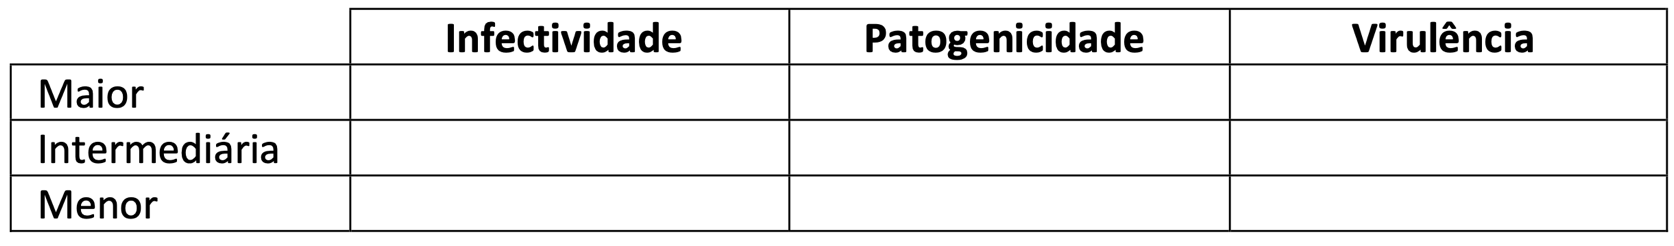 Infectividade Patogenicidade Virulência
Maior
Intermediária
Menor